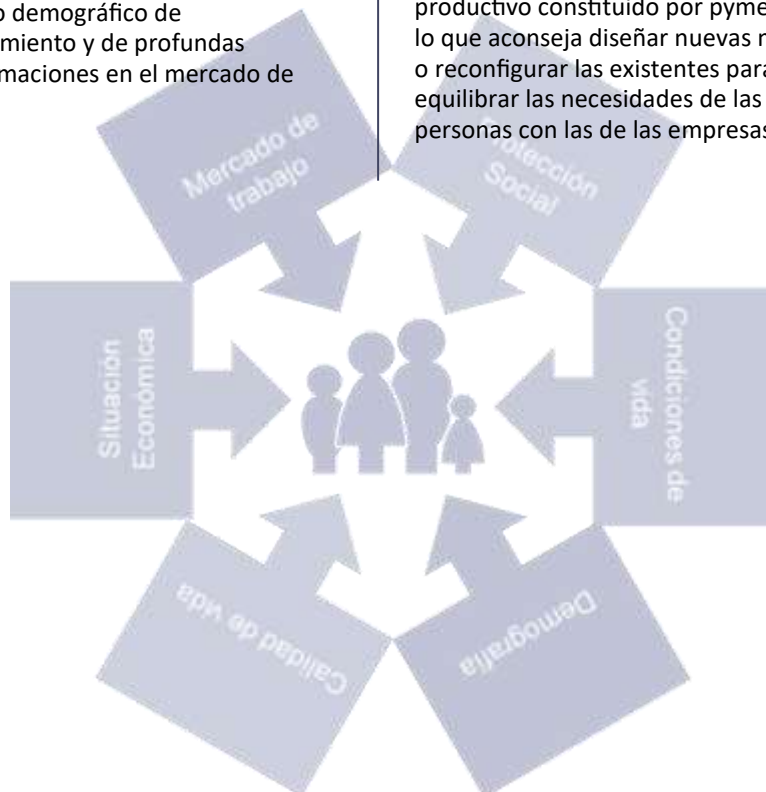 o demográfico de
miento y de profundas
maciones en el mercado de
productivo constituido por pyme
lo que aconseja diseñar nuevas
o reconfigurar las existentes para
equilibrar las necesidades de las
personas con las de las empresas
Mercado de
trabajo
Protección
Social
Situación
Económica
Condiciones de
vida
Calidad de vida
Demografía